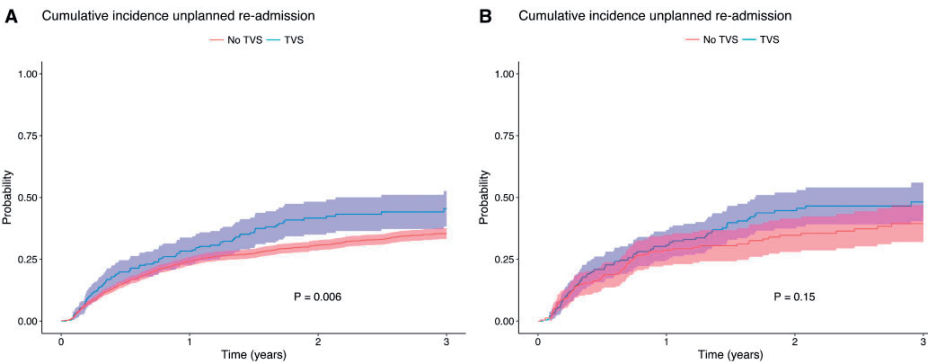 A
Cumulative incidence unplanned re-admission
No TVS TVS
1.00
0.75
0.50
0.25
0.00
Probability
P = 0.006
0 1 2 3
Time (years)
B
Cumulative incidence unplanned re-admission
No TVS TVS
1.00
0.75
0.50
0.25
0.00
Probability
P = 0.15
0 1 2 3
Time (years)